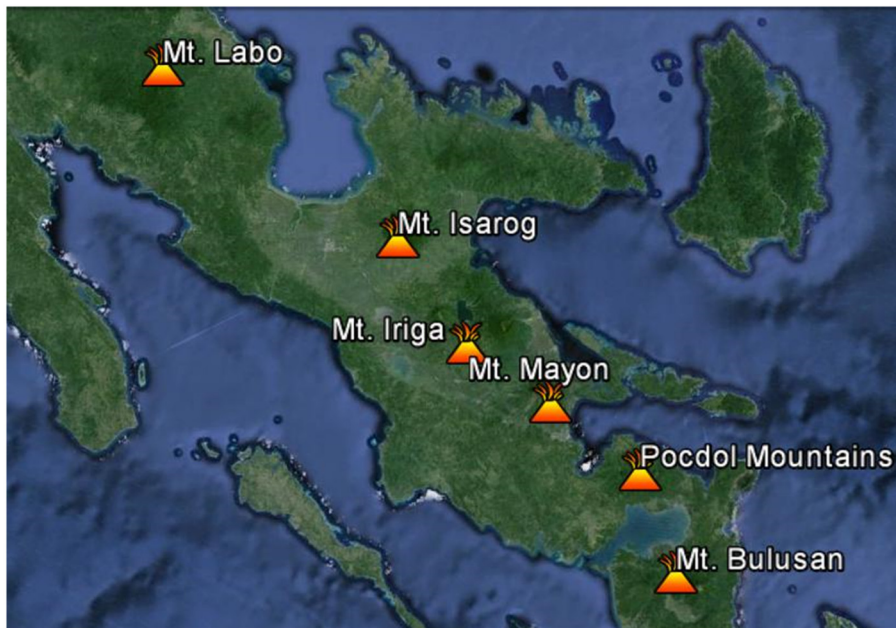 Mt. Labo
Mt. Isarog
Mt. Iriga
Mt. Mayon
Pocdol Mountains
Mt. Bulusan